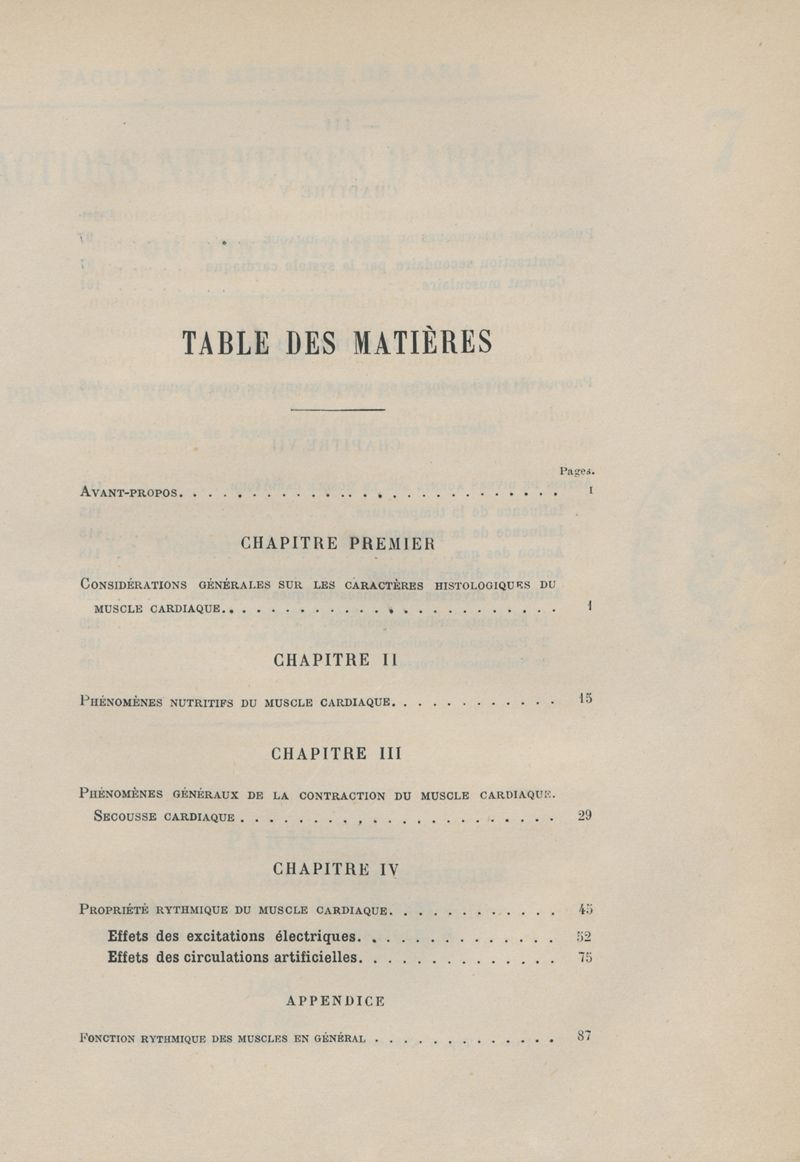 TABLE DES MATIÈRES
Pages.
AVANT-PROPOS. . . . . . . . . . . . . . . . . . . . . . . . . . . I
CHAPITRE PREMIER
CONSIDÉRATIONS GÉNÉRALES SUR LES CARACTÈRES HISTOLOGIQUES DU
MUSCLE CARDIAQUE. . . . . . . . . . . . . . . . . . . . . . . . 1
CHAPITRE II
PHÉNOMÈNES NUTRITIFS DU MUSCLE CARDIAQUE. . . . . . . . . . . . 15
CHAPITRE III
PHÉNOMÈNES GÉNÉRAUX DE LA CONTRACTION DU MUSCLE CARDIAQUE.
SECOUSSE CARDIAQUE . . . . . . . . . . . . . . . . . . . . . . 29
CHAPITRE IV
PROPRIÉTÉ RYTHMIQUE DU MUSCLE CARDIAQUE. . . . . . . . . . . . 45
Effets des excitations électriques. . . . . . . . . . . . . . 52
Effets des circulations artificielles. . . . . . . . . . . . . . 75
APPENDICE
FONCTION RYTHMIQUE DES MUSCLES EN GÉNÉRAL . . . . . . . . . . . . . 87